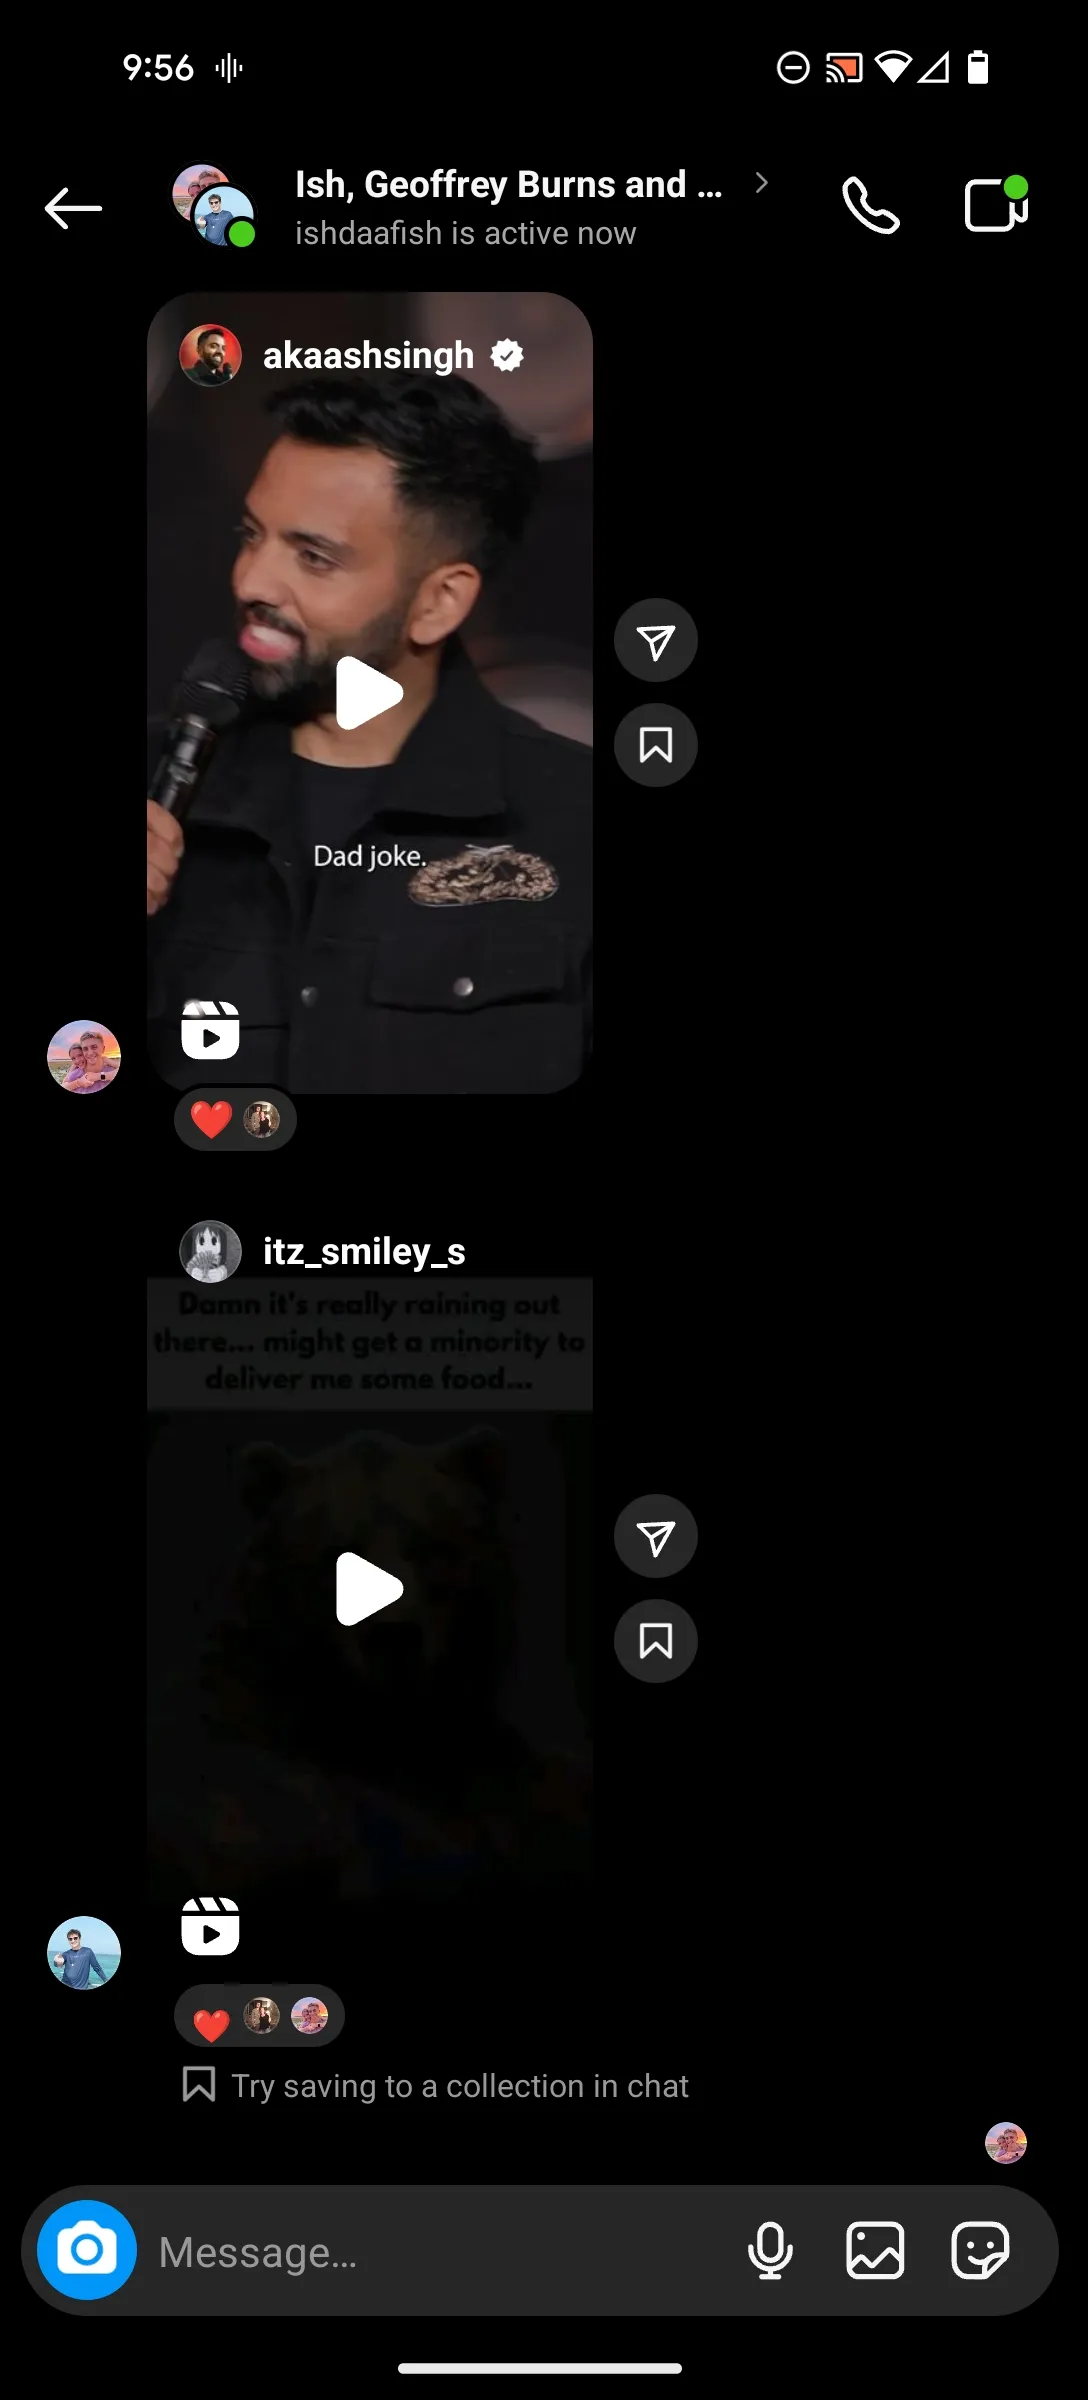 9:56
Ish, Geoffrey Burns and ...
ishdaafish is active now
akaashsingh
Dad joke.
itz_smiley_s
Damn it's really raining out
there... might get a minority to
deliver me some food...
Try saving to a collection in chat
Message...